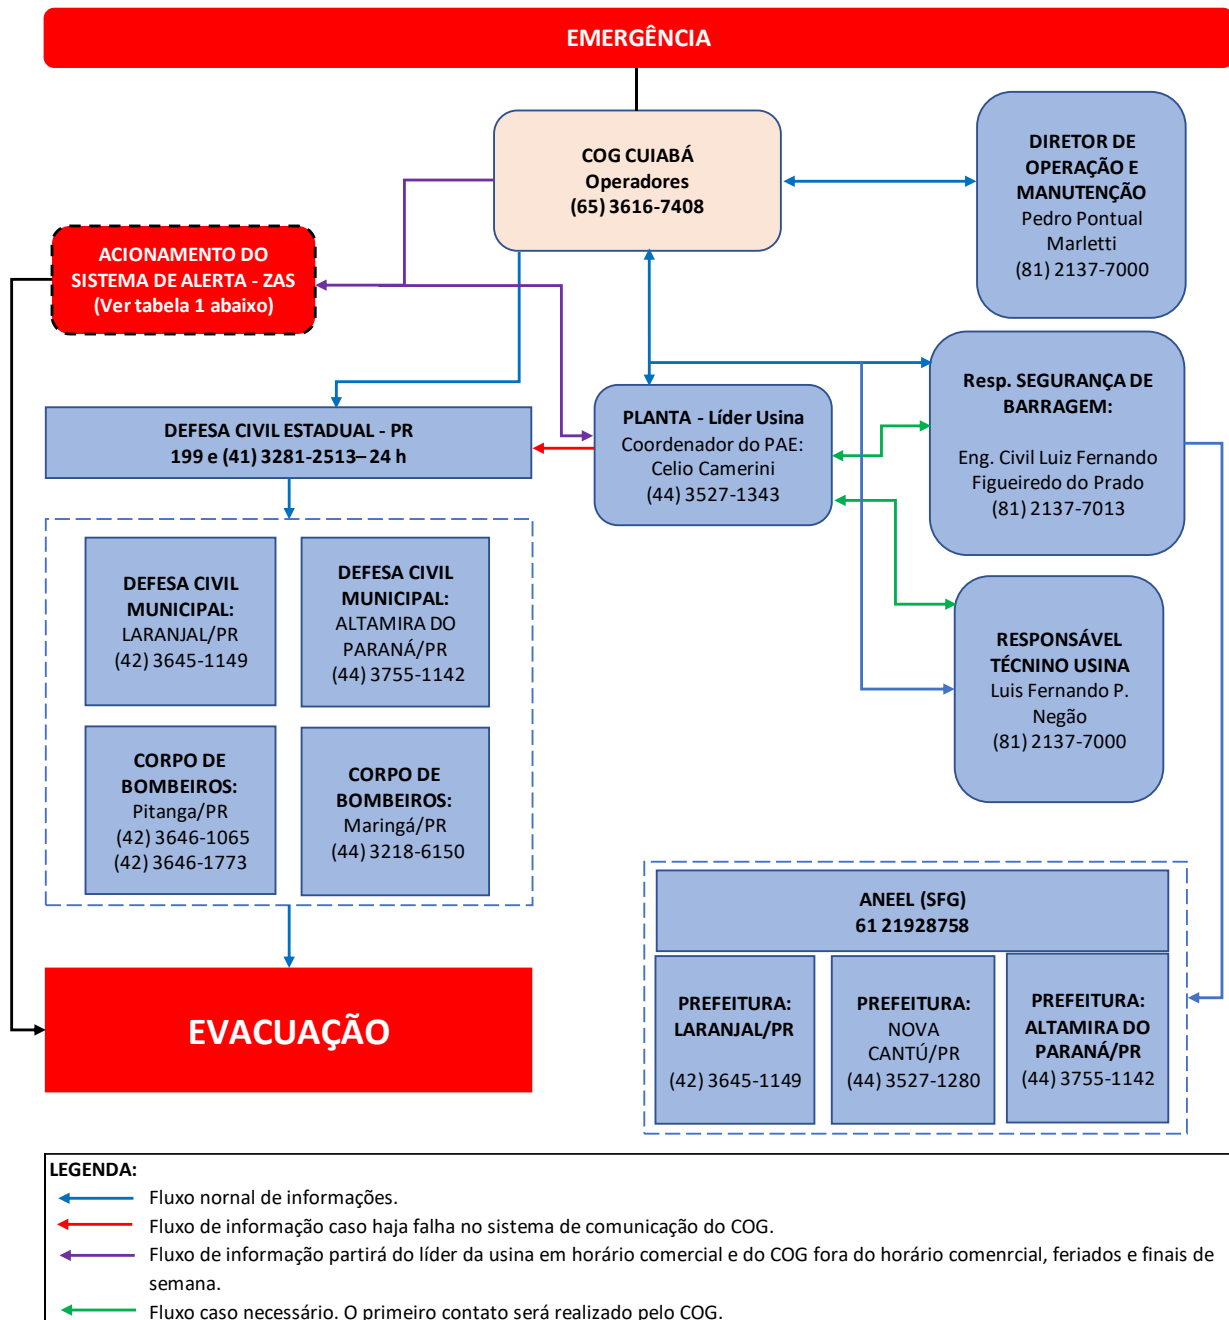 EMERGÊNCIA
COG CUIABÁ
Operadores
(65) 3616-7408
DIRETOR DE
OPERAÇÃO E
MANUTENÇÃO
Pedro Pontual
Marletti
(81) 2137-7000
ACIONAMENTO DO
SISTEMA DE ALERTA - ZAS
(Ver tabela 1 abaixo)
DEFESA CIVIL ESTADUAL - PR
199 e (41) 3281-2513– 24 h
PLANTA - Líder Usina
Coordenador do PAE:
Celio Camerini
(44) 3527-1343
Resp. SEGURANÇA DE
BARRAGEM:
Eng. Civil Luiz Fernando
Figueiredo do Prado
(81) 2137-7013
DEFESA CIVIL
MUNICIPAL:
LARANJAL/PR
(42) 3645-1149
DEFESA CIVIL
MUNICIPAL:
ALTAMIRA DO
PARANÁ/PR
(44) 3755-1142
RESPONSÁVEL
TÉCNINO USINA
Luis Fernando P.
Negão
(81) 2137-7000
CORPO DE
BOMBEIROS:
Pitanga/PR
(42) 3646-1065
(42) 3646-1773
CORPO DE
BOMBEIROS:
Maringá/PR
(44) 3218-6150
ANEEL (SFG)
61 21928758
PREFEITURA:
LARANJAL/PR
(42) 3645-1149
PREFEITURA:
NOVA
CANTÚ/PR
(44) 3527-1280
PREFEITURA:
ALTAMIRA DO
PARANÁ/PR
(44) 3755-1142
EVACUAÇÃO
LEGENDA:
Fluxo nornal de informações.
Fluxo de informação caso haja falha no sistema de comunicação do COG.
Fluxo de informação partirá do líder da usina em horário comercial e do COG fora do horário comenrcial, feriados e finais de
semana.
Fluxo caso necessário. O primeiro contato será realizado pelo COG.